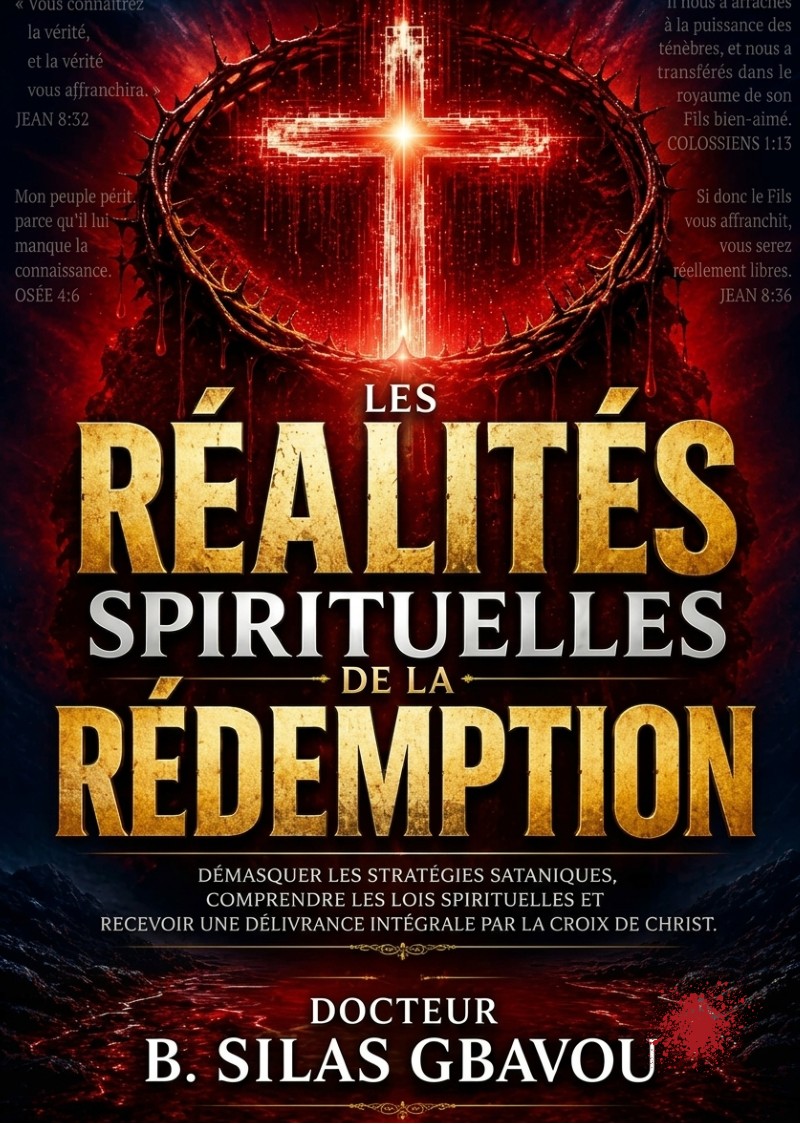 « Vous connaîtrez
la vérité,
et la vérité
vous affranchira. »
JEAN 8:32
Mon peuple périt
parce qu'il lui
manque la
connaissance.
OSÉE 4:6
Il nous a arrachés
à la puissance des
ténèbres, et nous a
transférés dans le
royaume de son
Fils bien-aimé.
COLOSSIENS 1:13
Si donc le Fils
vous affranchit,
vous serez
réellement libres.
JEAN 8:36
LES
RÉALITÉS
SPIRITUELLES
DE LA
RÉDEMPTION
DÉMASQUER LES STRATÉGIES SATANIQUES,
COMPRENDRE LES LOIS SPIRITUELLES ET
RECEVOIR UNE DÉLIVRANCE INTÉGRALE PAR LA CROIX DE CHRIST.
DOCTEUR
B. SILAS GBAVOU